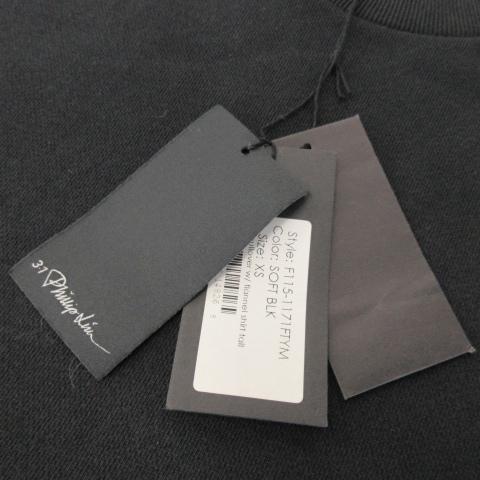 3.1 Phillip Lim
Style: F115-1171FTYM
Color: SOFT BLK
Size: XS
w/ flannel shirt tail